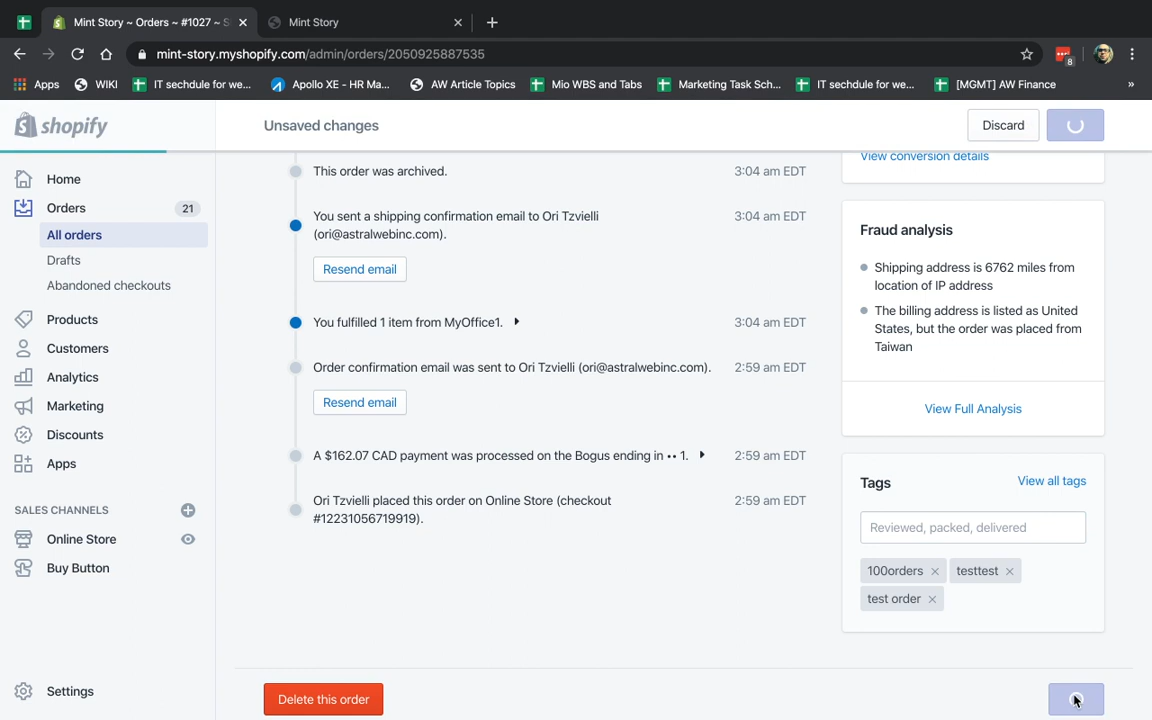 Mint Story ~ Orders ~ #1027 ~ S
Mint Story
mint-story.myshopify.com/admin/orders/2050925887535
8
Apps
WIKI
IT techdule for we...
Apollo XE - HR Ma...
AW Article Topics
Mio WBS and Tabs
Marketing Task Sch...
IT sechdule for we...
[MGMT] AW Finance
»
shopify
Unsaved changes
Discard
Home
Orders
21
All orders
Drafts
Abandoned checkouts
Products
Customers
Analytics
Marketing
Discounts
Apps
SALES CHANNELS
Online Store
Buy Button
Settings
This order was archived.
3:04 am EDT
You sent a shipping confirmation email to Ori Tzvielli
(ori@astralwebinc.com).
3:04 am EDT
Resend email
You fulfilled 1 item from MyOffice1.
3:04 am EDT
Order confirmation email was sent to Ori Tzvielli (ori@astralwebinc.com).
2:59 am EDT
Resend email
A $162.07 CAD payment was processed on the Bogus ending in •• 1.
2:59 am EDT
Ori Tzvielli placed this order on Online Store (checkout
#12231056719919).
2:59 am EDT
Delete this order
View conversion details
Fraud analysis
Shipping address is 6762 miles from
location of IP address
The billing address is listed as United
States, but the order was placed from
Taiwan
View Full Analysis
Tags
View all tags
Reviewed, packed, delivered
100orders
testtest
test order